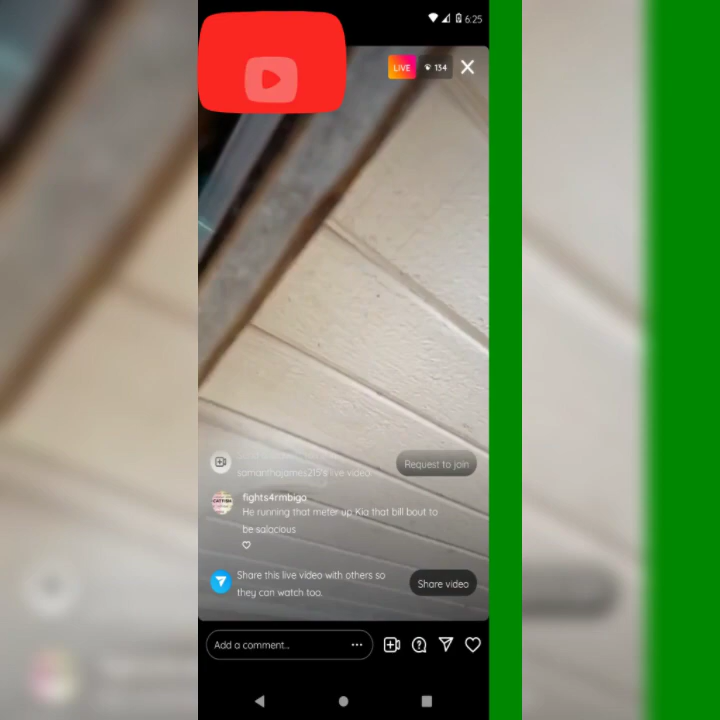 6:25
LIVE 134
samanthajames215's live video.
Request to join
fights4rmbigo
He running that meter up Kia that bill bout to
be salacious
Share this live video with others so
they can watch too.
Share video
Add a comment...